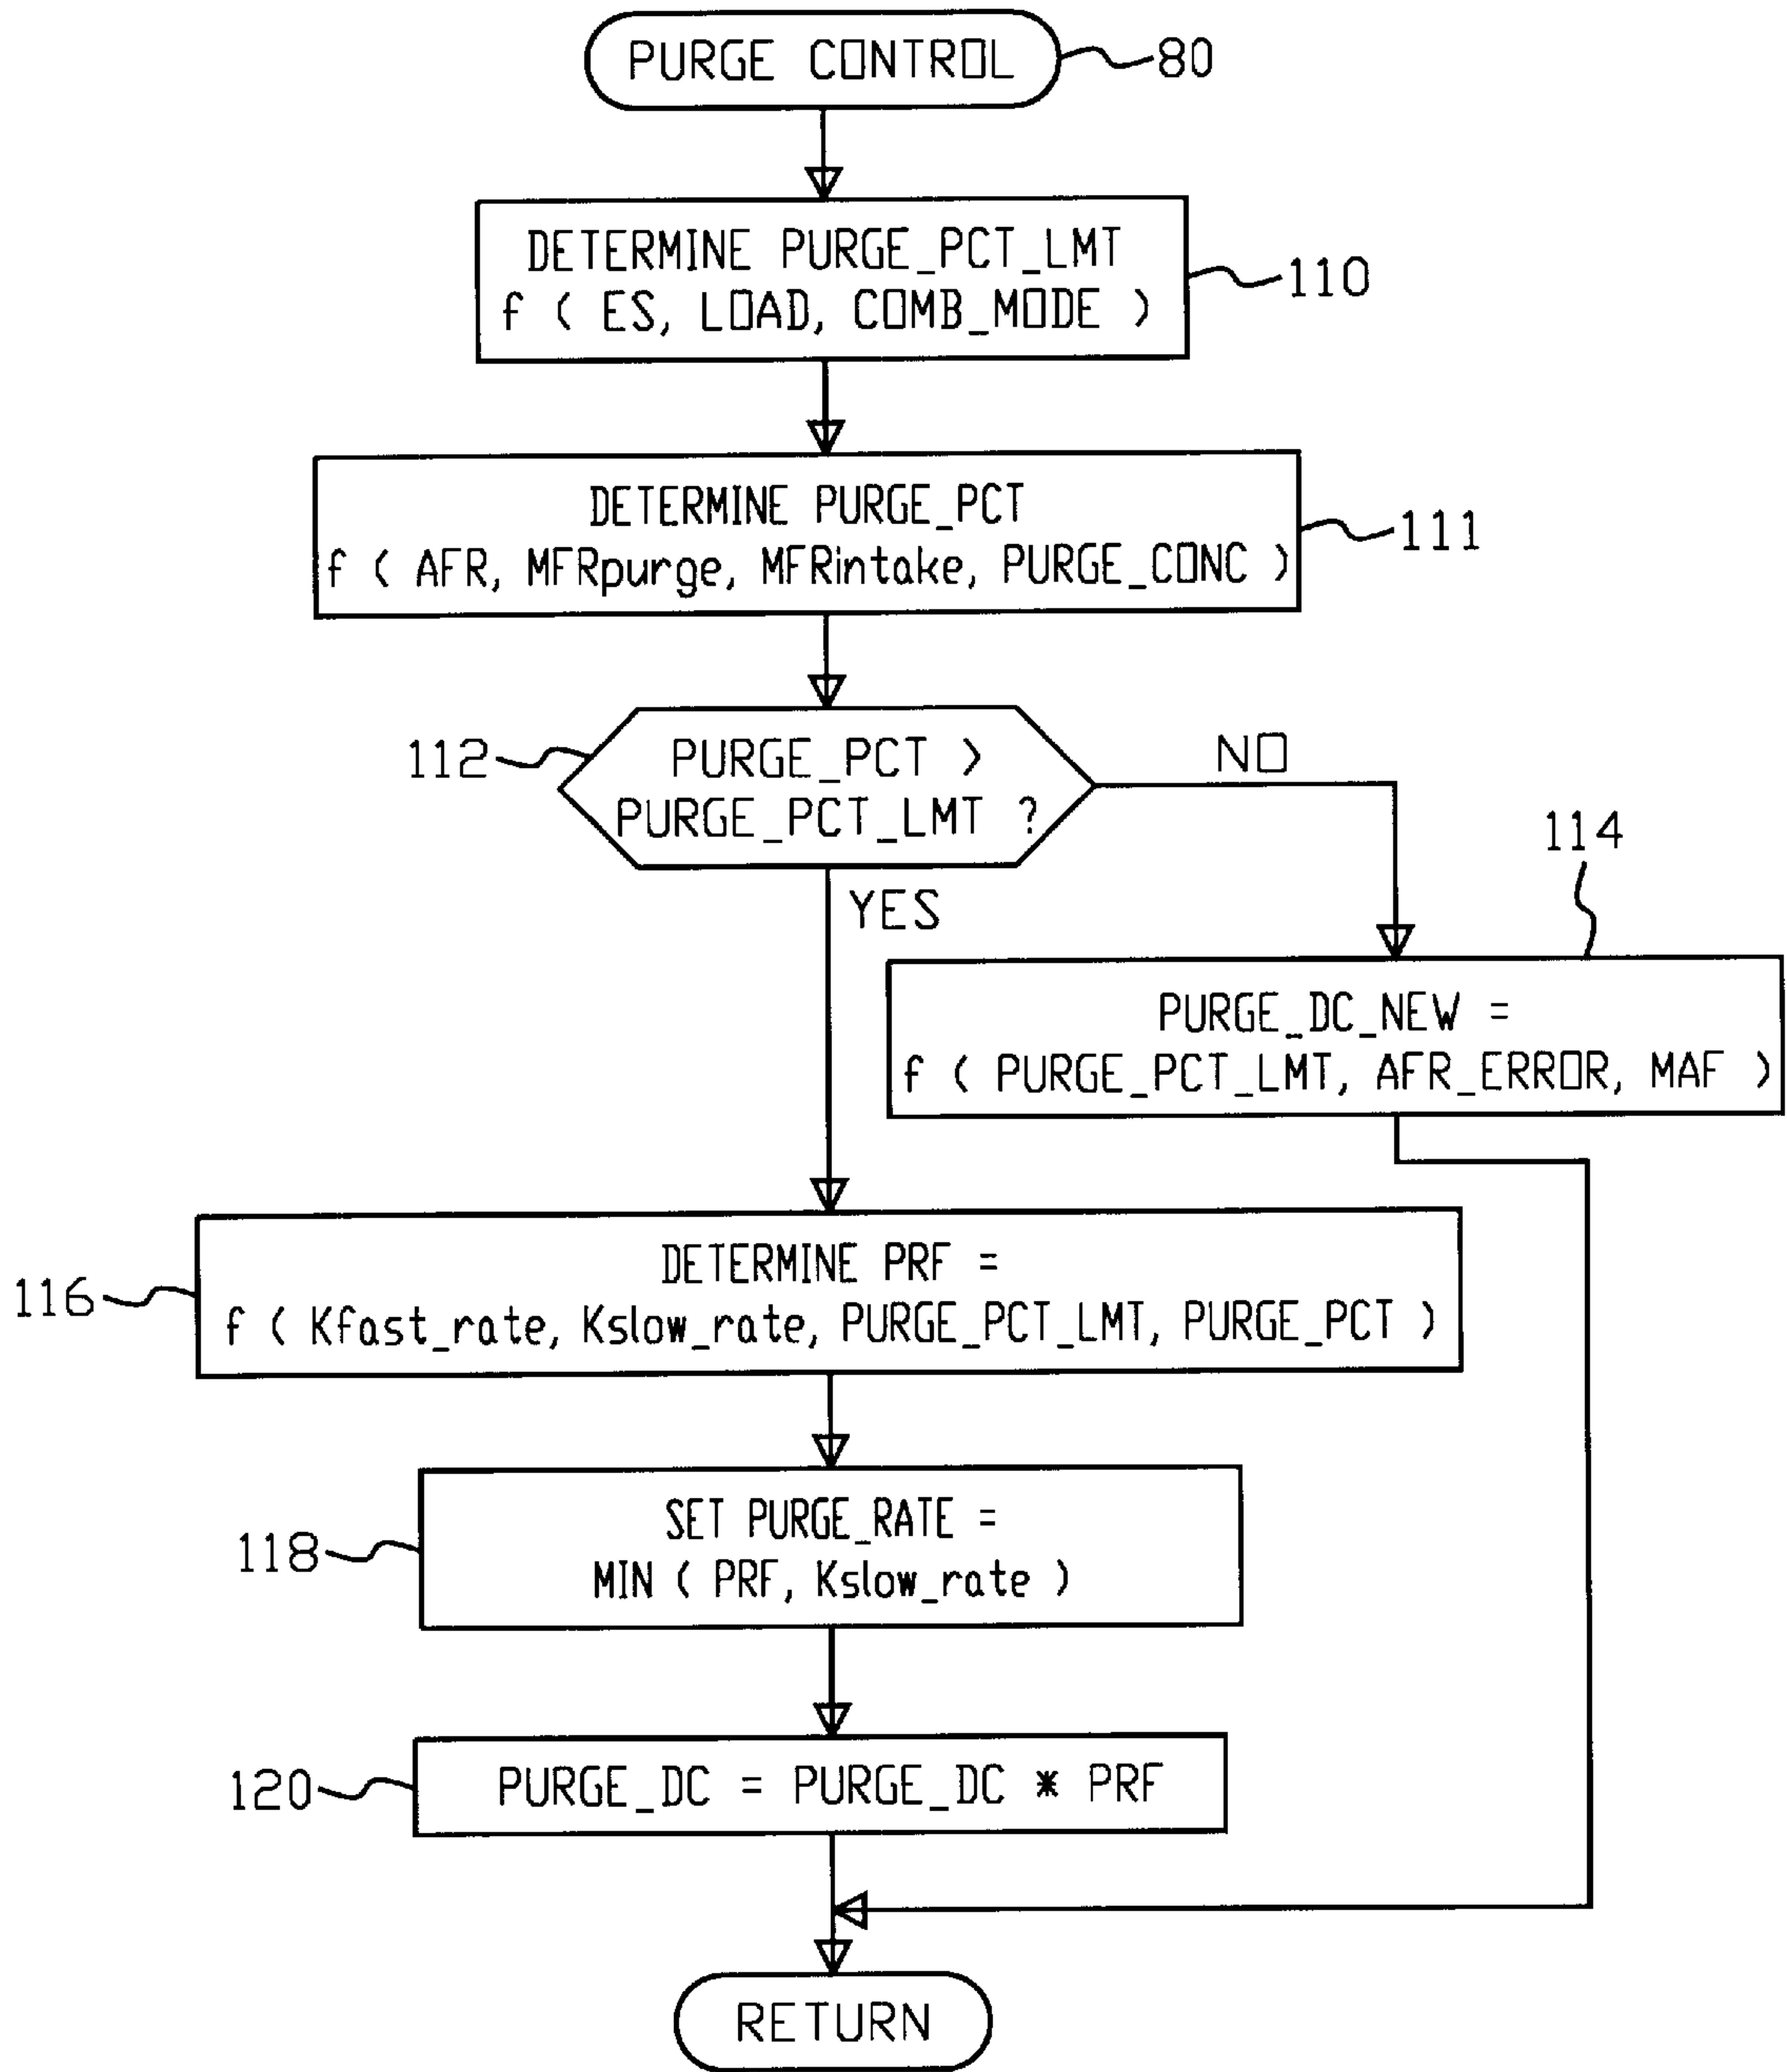 PURGE CONTROL
80
DETERMINE PURGE_PCT_LMT
f ( ES, LOAD, COMB_MODE )
110
DETERMINE PURGE_PCT
f ( AFR, MFRpurge, MFRintake, PURGE_CONC )
111
112
PURGE_PCT >
PURGE_PCT_LMT ?
NO
YES
114
PURGE_DC_NEW =
f ( PURGE_PCT_LMT, AFR_ERROR, MAF )
116
DETERMINE PRF =
f ( Kfast_rate, Kslow_rate, PURGE_PCT_LMT, PURGE_PCT )
118
SET PURGE_RATE =
MIN ( PRF, Kslow_rate )
120
PURGE_DC = PURGE_DC * PRF
RETURN